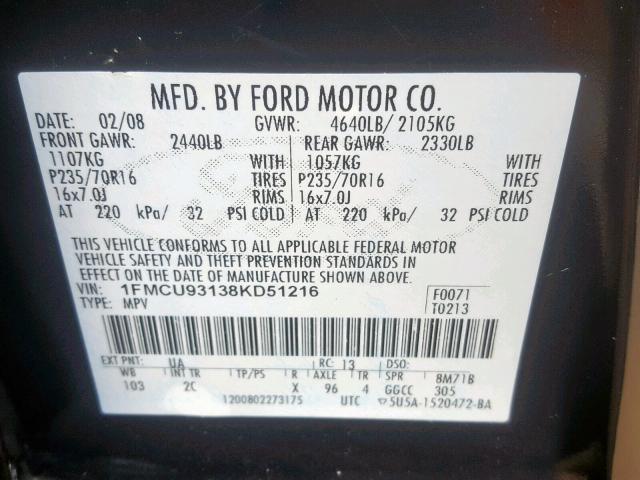 MFD. BY FORD MOTOR CO.
DATE: 02/08 GVWR: 4640LB/ 2105KG
FRONT GAWR: 2440LB REAR GAWR: 2330LB
1107KG WITH 1057KG WITH
P235/70R16 TIRES P235/70R16 TIRES
16x7.0J RIMS 16x7.0J RIMS
AT 220 kPa/ 32 PSI COLD AT 220 kPa/ 32 PSI COLD
THIS VEHICLE CONFORMS TO ALL APPLICABLE FEDERAL MOTOR
VEHICLE SAFETY AND THEFT PREVENTION STANDARDS IN
EFFECT ON THE DATE OF MANUFACTURE SHOWN ABOVE.
VIN: 1FMCU93138KD51216 F0071
TYPE: MPV T0213
EXT PNT: UA RC: 13 DSO:
WB INT TR TP/PS R AXLE TR SPR 8M71B
103 2C X 96 4 GGCC 305
1200802273175 UTC ▽5U5A-1520472-BA